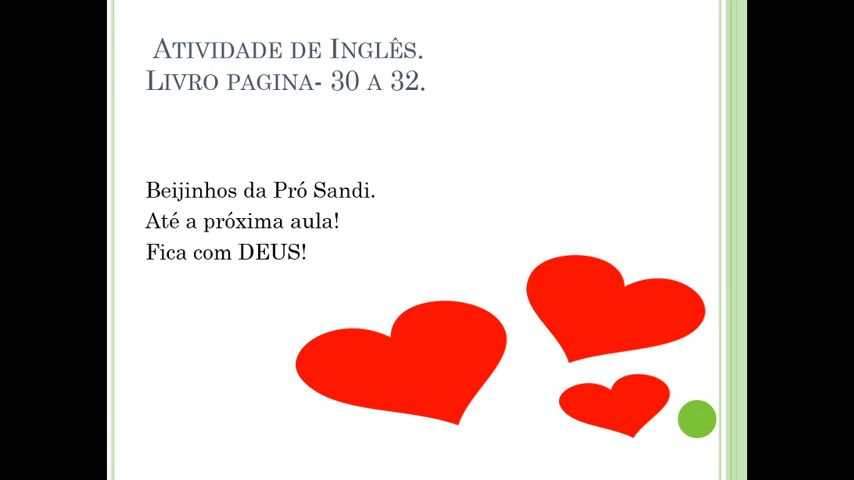 Atividade de Inglês.
Livro pagina- 30 a 32.
Beijinhos da Pró Sandi.
Até a próxima aula!
Fica com DEUS!